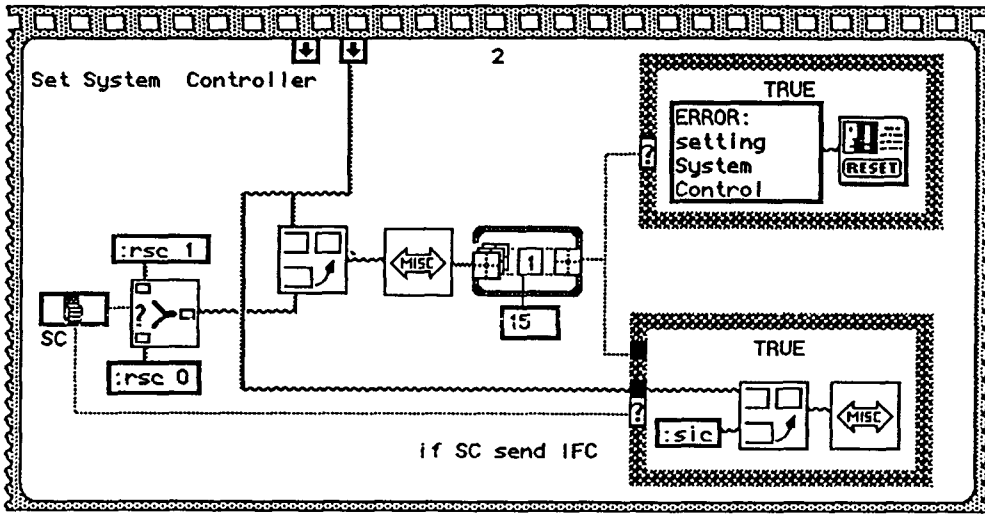 2
Set System Controller
TRUE
ERROR:
setting
System
Control
RESET
:rsc 1
MISC
1
?
SC
?
15
:rsc 0
TRUE
?
:sic
MISC
if SC send IFC